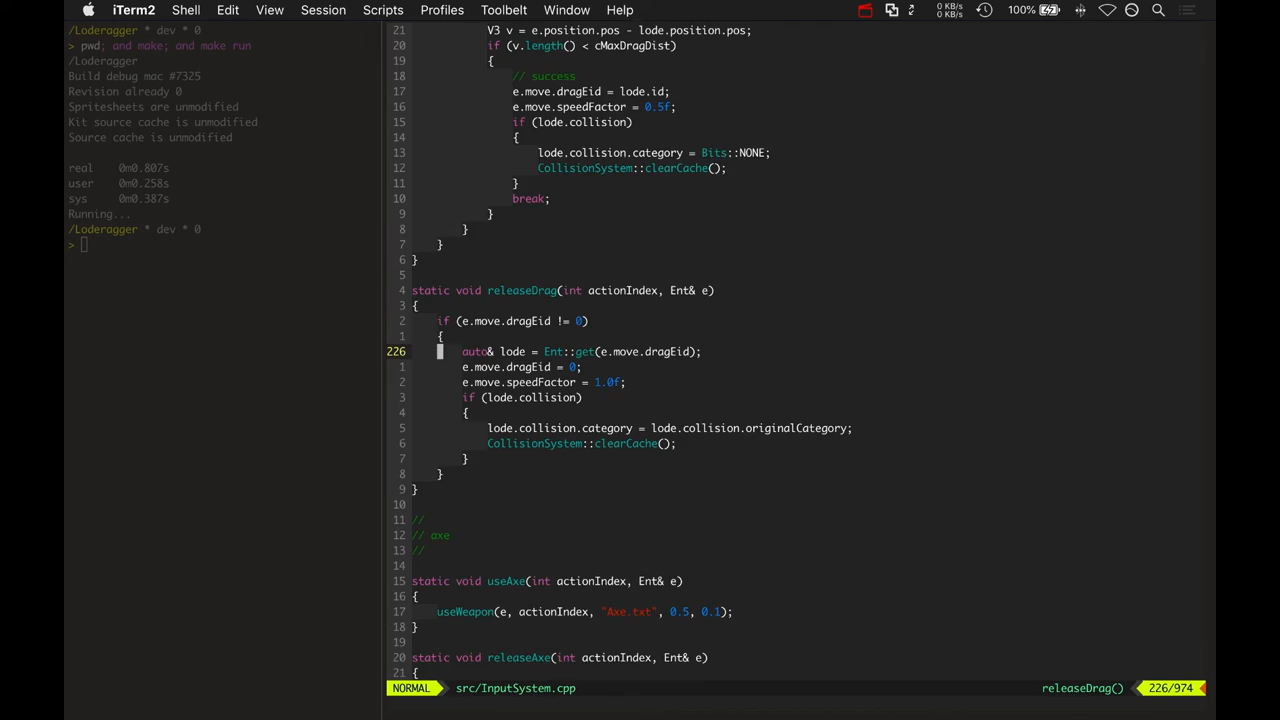 iTerm2 Shell Edit View Session Scripts Profiles Toolbelt Window Help 0 KB/s 0 KB/s 100%
/Loderagger * dev * 0
> pwd; and make; and make run
/Loderagger
Build debug mac #7325
Revision already 0
Spritesheets are unmodified
Kit source cache is unmodified
Source cache is unmodified
real 0m0.807s
user 0m0.258s
sys 0m0.387s
Running...
/Loderagger * dev * 0
>
21 V3 v = e.position.pos - lode.position.pos;
20 if (v.length() < cMaxDragDist)
19 {
18 // success
17 e.move.dragEid = lode.id;
16 e.move.speedFactor = 0.5f;
15 if (lode.collision)
14 {
13 lode.collision.category = Bits::NONE;
12 CollisionSystem::clearCache();
11 }
10 break;
9 }
8 }
7 }
6 }
5
4 static void releaseDrag(int actionIndex, Ent& e)
3 {
2 if (e.move.dragEid != 0)
1 {
226 auto& lode = Ent::get(e.move.dragEid);
1 e.move.dragEid = 0;
2 e.move.speedFactor = 1.0f;
3 if (lode.collision)
4 {
5 lode.collision.category = lode.collision.originalCategory;
6 CollisionSystem::clearCache();
7 }
8 }
9 }
10
11 //
12 // axe
13 //
14
15 static void useAxe(int actionIndex, Ent& e)
16 {
17 useWeapon(e, actionIndex, "Axe.txt", 0.5, 0.1);
18 }
19
20 static void releaseAxe(int actionIndex, Ent& e)
21 {
NORMAL src/InputSystem.cpp releaseDrag() 226/974